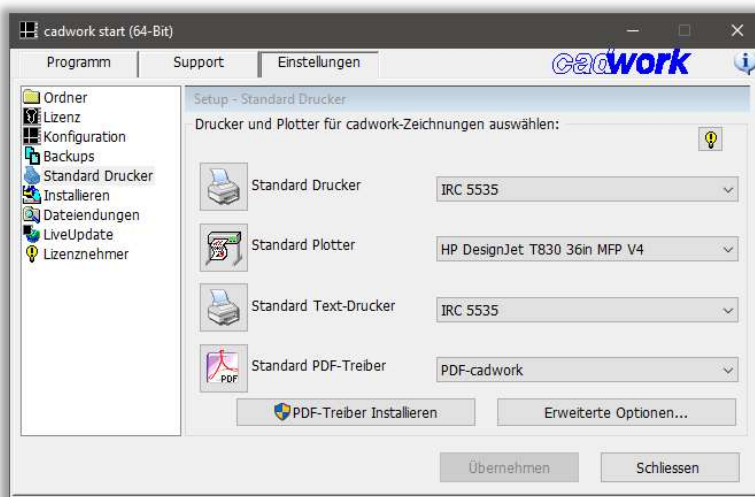 cadwork start (64-Bit)
Programm
Support
Einstellungen
cadwork
i
Ordner
Lizenz
Konfiguration
Backups
Standard Drucker
Installieren
Dateiendungen
LiveUpdate
Lizenznehmer
Setup - Standard Drucker
Drucker und Plotter für cadwork-Zeichnungen auswählen:
Standard Drucker
IRC 5535
Standard Plotter
HP DesignJet T830 36in MFP V4
Standard Text-Drucker
IRC 5535
PDF
Standard PDF-Treiber
PDF-cadwork
PDF-Treiber Installieren
Erweiterte Optionen...
Übernehmen
Schliessen